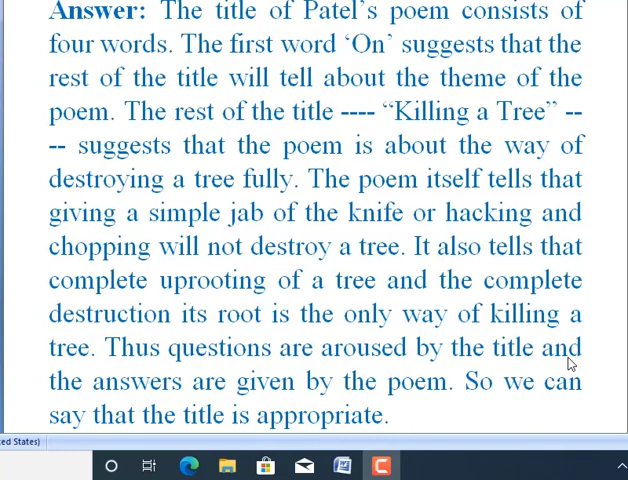 Answer: The title of Patel's poem consists of
four words. The first word ‘On’ suggests that the
rest of the title will tell about the theme of the
poem. The rest of the title ---- “Killing a Tree” --
-- suggests that the poem is about the way of
destroying a tree fully. The poem itself tells that
giving a simple jab of the knife or hacking and
chopping will not destroy a tree. It also tells that
complete uprooting of a tree and the complete
destruction its root is the only way of killing a
tree. Thus questions are aroused by the title and
the answers are given by the poem. So we can
say that the title is appropriate.
ed States)